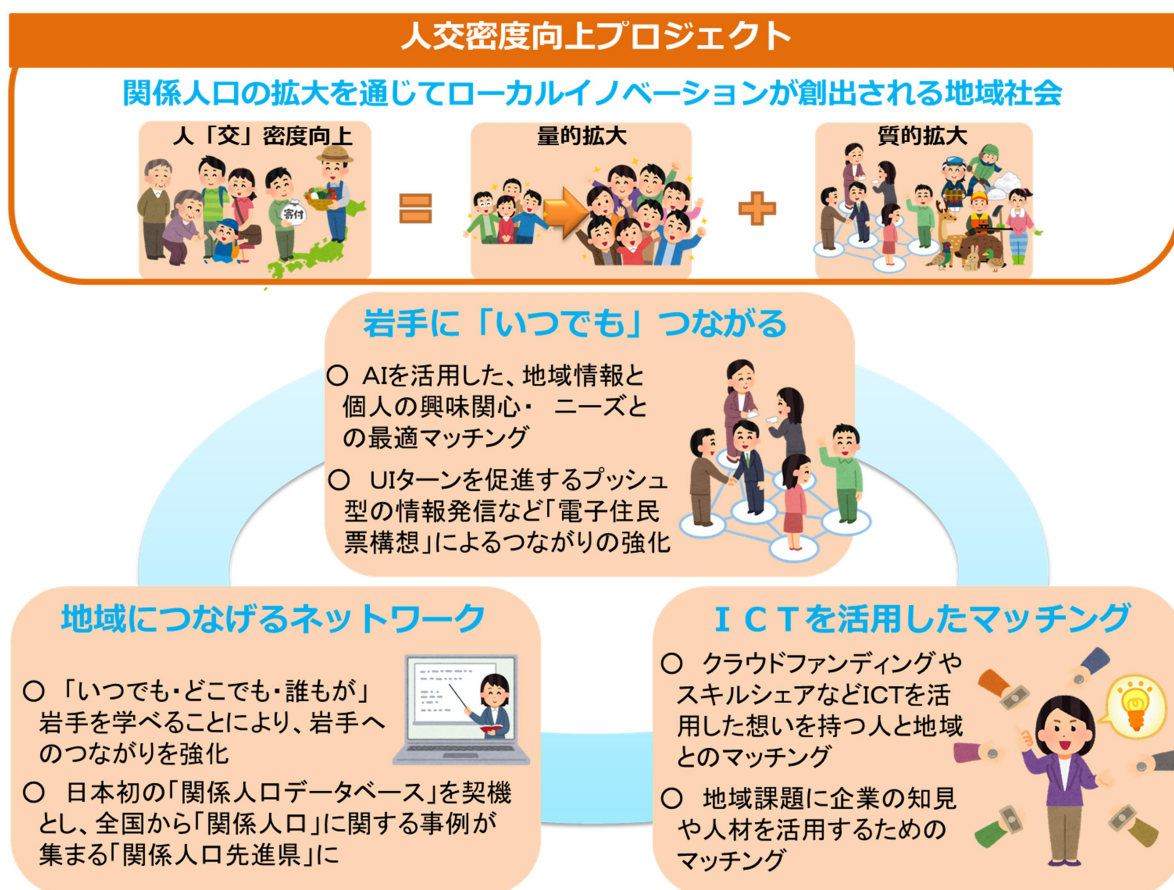 人交密度向上プロジェクト
関係人口の拡大を通じてローカルイノベーションが創出される地域社会
人「交」密度向上
量的拡大
質的拡大
寄付
=
+
岩手に「いつでも」つながる
○ AIを活用した、地域情報と
個人の興味関心・ ニーズと
の最適マッチング
○ UIターンを促進するプッシュ
型の情報発信など「電子住民
票構想」によるつながりの強化
地域につなげるネットワーク
○ 「いつでも・どこでも・誰もが」
岩手を学べることにより、岩手へ
のつながりを強化
○ 日本初の「関係人口データベース」を契機
とし、全国から「関係人口」に関する事例が
集まる「関係人口先進県」に
ICTを活用したマッチング
○ クラウドファンディングや
スキルシェアなどICTを活
用した想いを持つ人と地域
とのマッチング
○ 地域課題に企業の知見
や人材を活用するための
マッチング